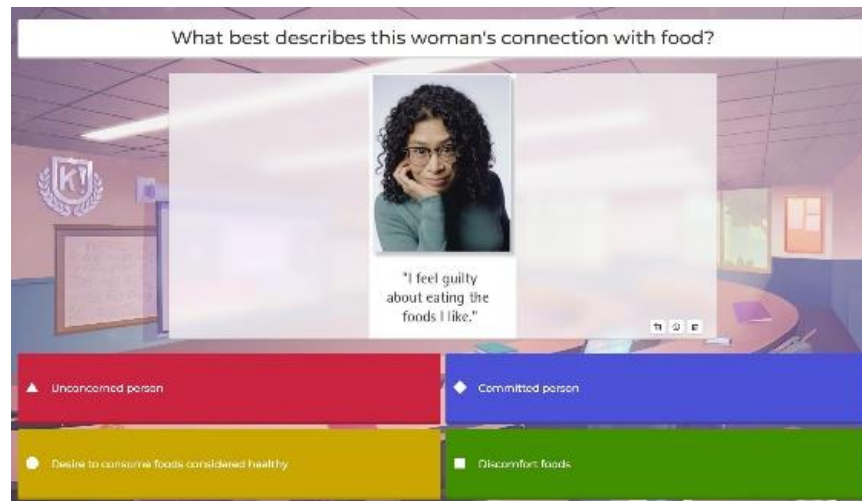 What best describes this woman's connection with food?
K!
"I feel guilty
about eating the
foods I like."
Unconcerned person
Committed person
Desire to consume foods considered healthy
Discomfort foods